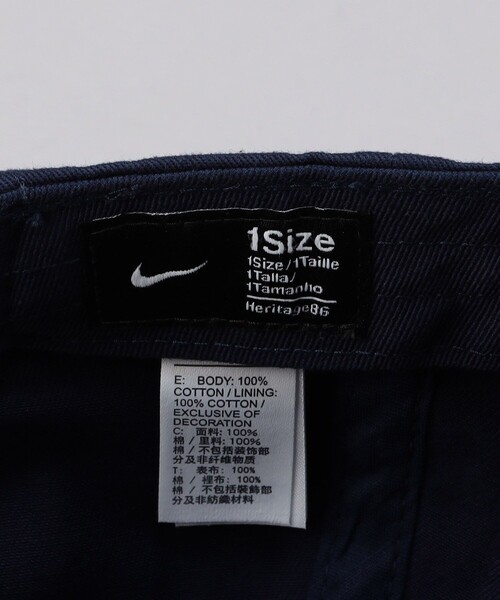 1Size
1Size/1Taille
1Talla/
1Tamanho
Heritage86
E: BODY: 100%
COTTON / LINING:
100% COTTON /
EXCLUSIVE OF
DECORATION
C: 面料: 100%
棉 / 里料: 100%
棉 / 不包括装饰部
分及非纤维物质
T: 表布: 100%
棉 / 裡布: 100%
棉 / 不包括裝飾部
分及非紡織材料